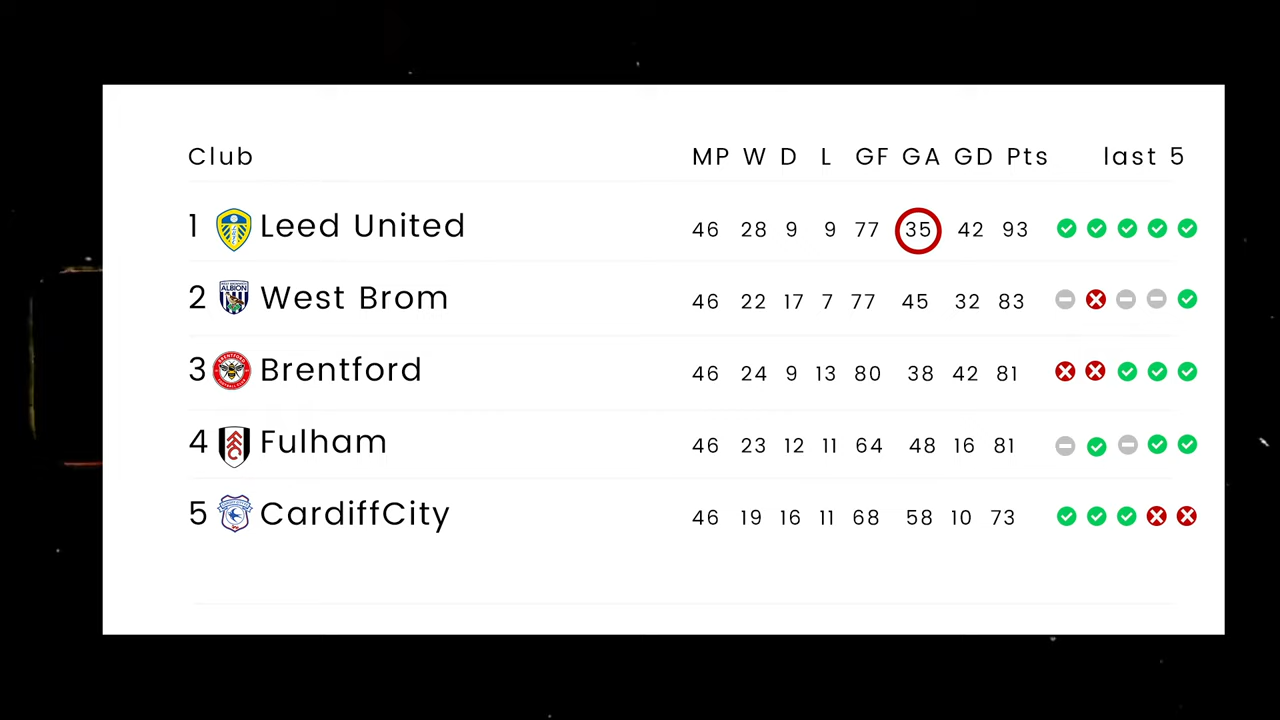 Club MP W D L GF GA GD Pts last 5
1 Leed United 46 28 9 9 77 35 42 93
2 West Brom 46 22 17 7 77 45 32 83
3 Brentford 46 24 9 13 80 38 42 81
4 Fulham 46 23 12 11 64 48 16 81
5 CardiffCity 46 19 16 11 68 58 10 73